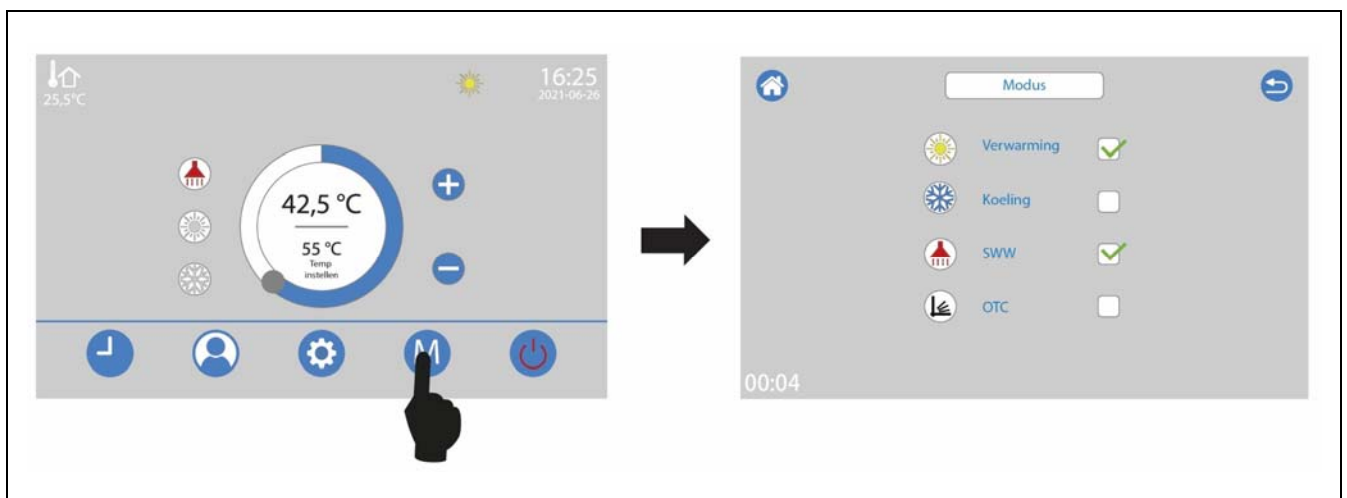 25,5°C
16:25
2021-06-26
42,5 °C
55 °C
Temp
instellen
M
Modus
Verwarming
Koeling
SWW
OTC
00:04